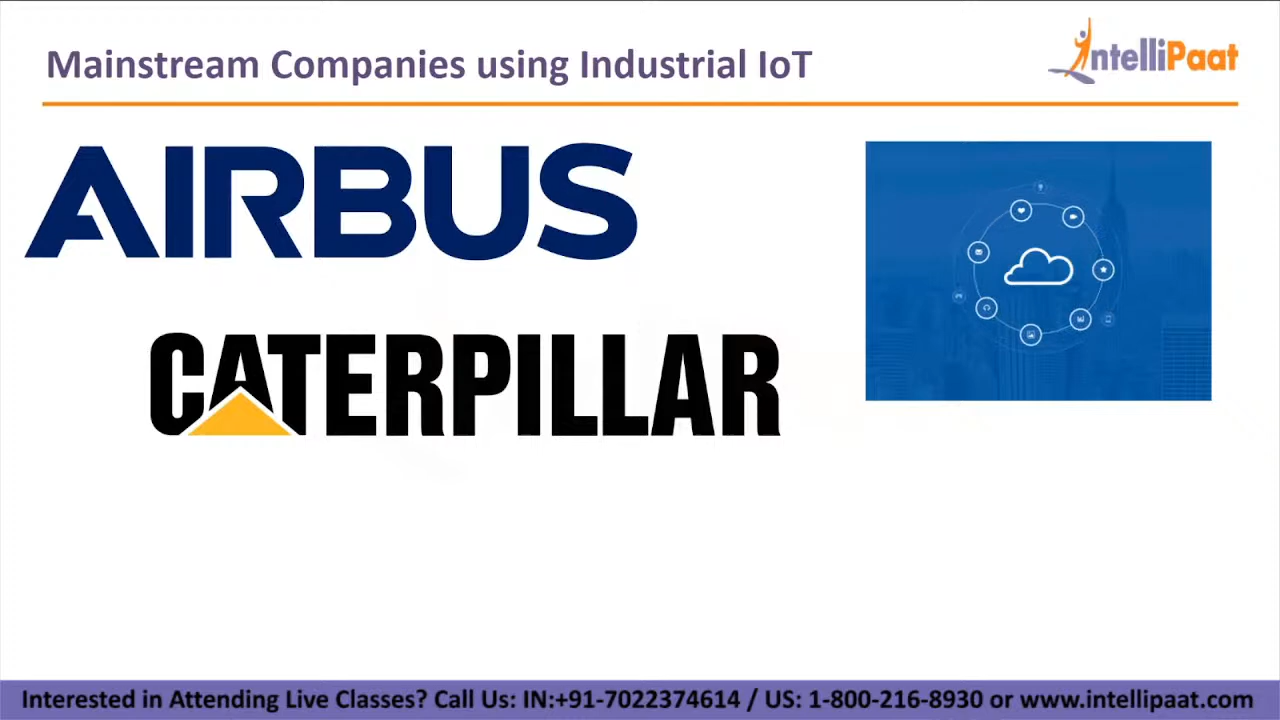 Mainstream Companies using Industrial IoT
IntelliPaat
AIRBUS
CATERPILLAR
Interested in Attending Live Classes? Call Us: IN:+91-7022374614 / US: 1-800-216-8930 or www.intellipaat.com